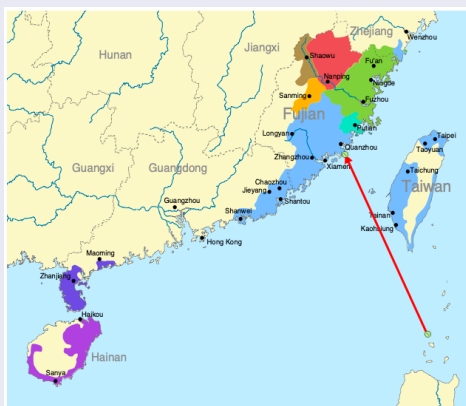 Zhejiang
Wenzhou
Jiangxi
Hunan
Shaowu
Fu'an
Nanping
Ningde
Sanming
Fuzhou
Fujian
Putian
Longyan
Quanzhou
Taipei
Taoyuan
Zhangzhou
Xiamen
Guangxi
Guangdong
Taichung
Chaozhou
Jieyang
Taiwan
Shantou
Guangzhou
Shanwei
Tainan
Kaohsiung
Hong Kong
Maoming
Zhanjiang
Haikou
Hainan
Sanya